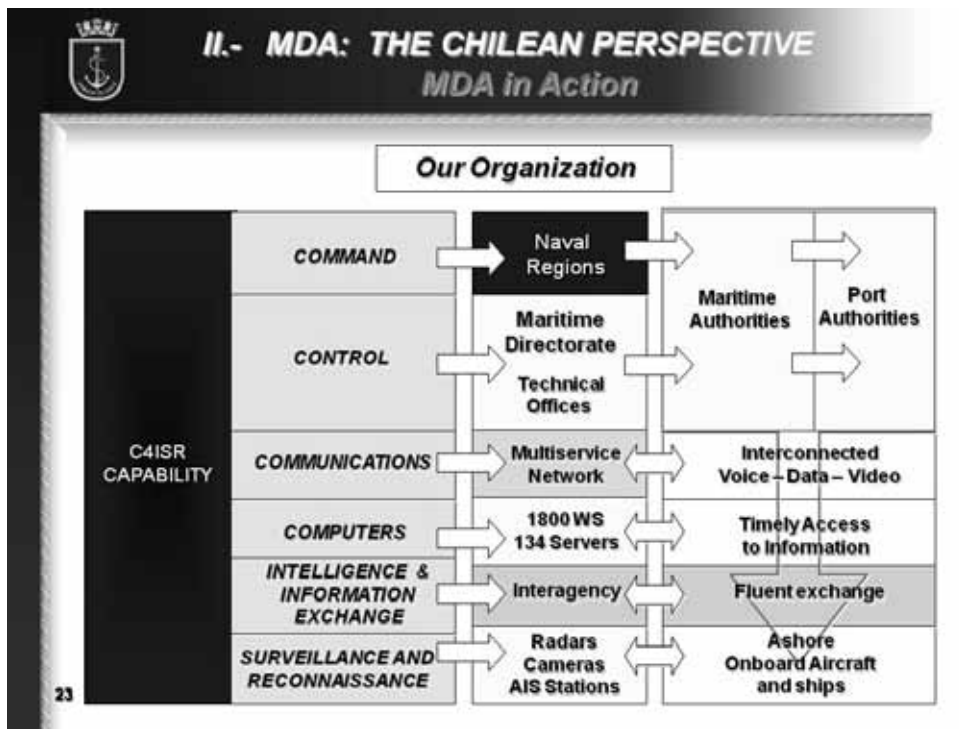 II.- MDA: THE CHILEAN PERSPECTIVE
MDA in Action
Our Organization
C4ISR
CAPABILITY
COMMAND
Naval
Regions
Maritime
Authorities
Port
Authorities
CONTROL
Maritime
Directorate
Technical
Offices
COMMUNICATIONS
Multiservice
Network
Interconnected
Voice – Data – Video
COMPUTERS
1800 WS
134 Servers
Timely Access
to Information
INTELLIGENCE &
INFORMATION
EXCHANGE
Interagency
Fluent exchange
SURVEILLANCE AND
RECONNAISSANCE
Radars
Cameras
AIS Stations
Ashore
Onboard Aircraft
and ships
23